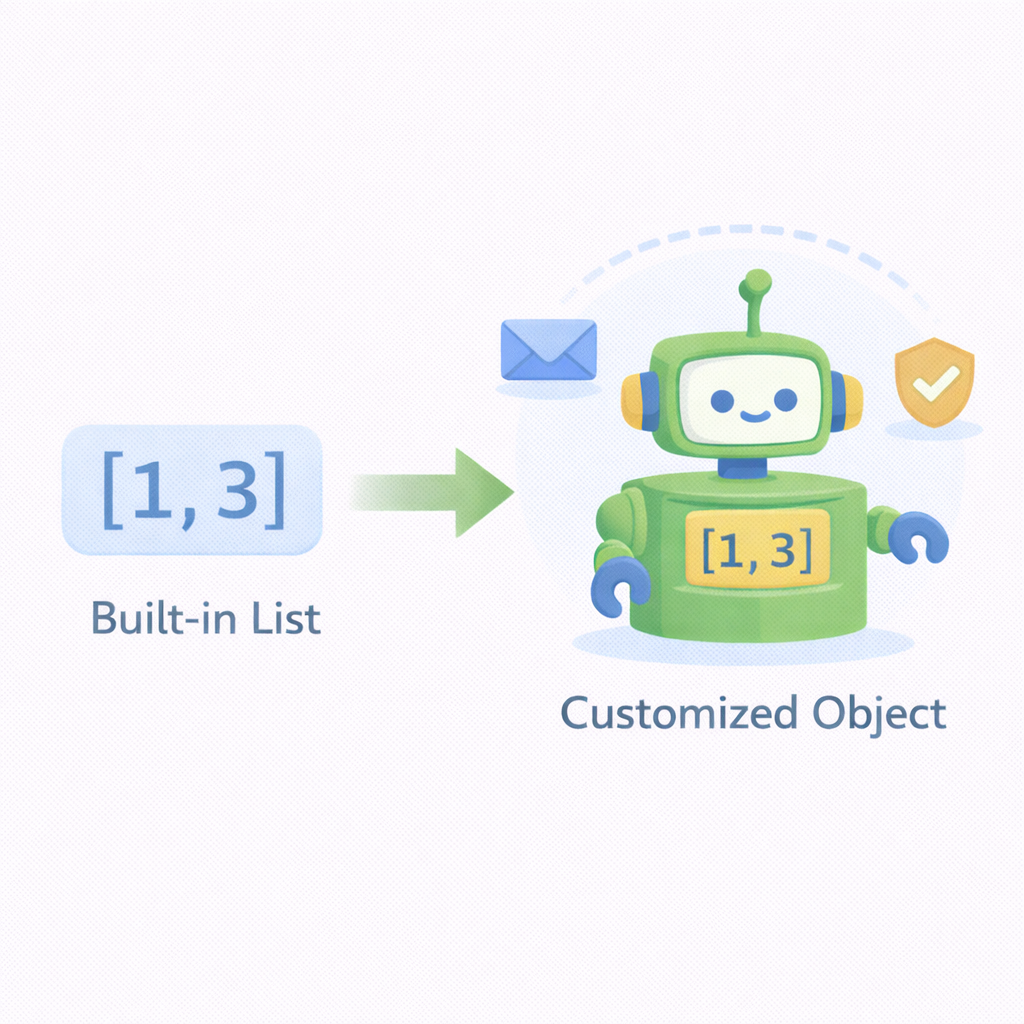 [1, 3]
Built-in List
[1, 3]
Customized Object